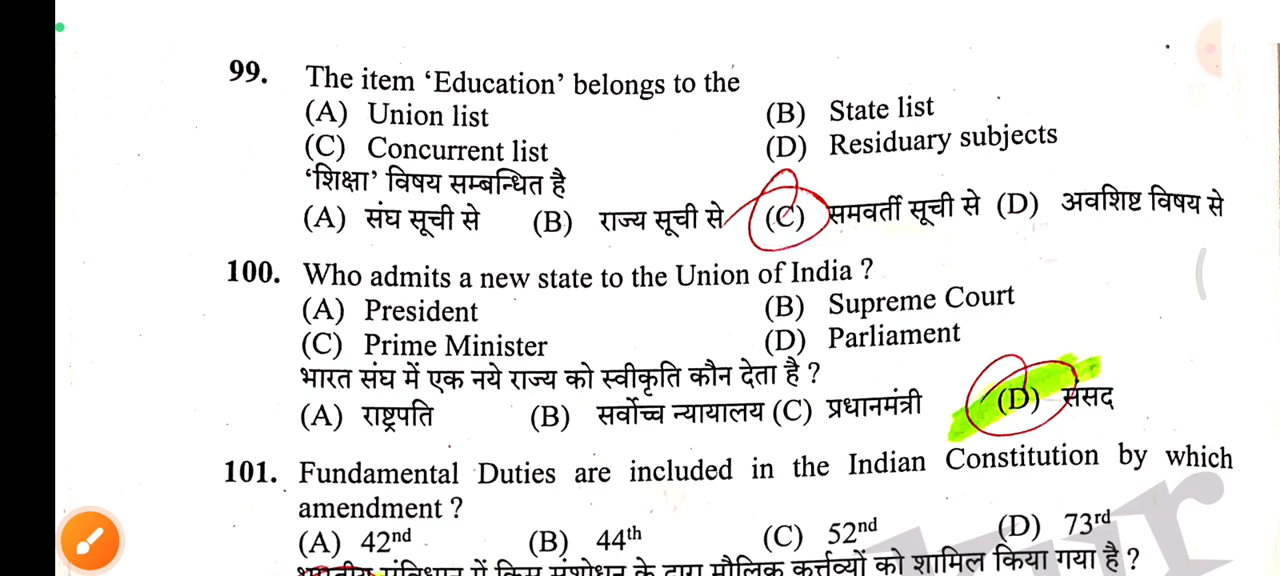 99. The item ‘Education’ belongs to the
(A) Union list (B) State list
(C) Concurrent list (D) Residuary subjects
‘शिक्षा’ विषय सम्बन्धित है
(A) संघ सूची से (B) राज्य सूची से (C) समवर्ती सूची से (D) अवशिष्ट विषय से
100. Who admits a new state to the Union of India ?
(A) President (B) Supreme Court
(C) Prime Minister (D) Parliament
भारत संघ में एक नये राज्य को स्वीकृति कौन देता है ?
(A) राष्ट्रपति (B) सर्वोच्च न्यायालय (C) प्रधानमंत्री (D) संसद
101. Fundamental Duties are included in the Indian Constitution by which
amendment ?
(A) 42nd (B) 44th (C) 52nd (D) 73rd
भारतीय संविधान में किस संशोधन के द्वारा मौलिक कर्त्तव्यों को शामिल किया गया है ?